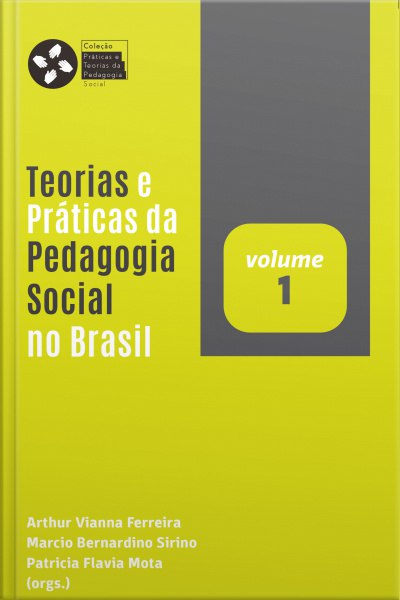 Coleção
Práticas e
Teorias da
Pedagogia
Social
Teorias e
Práticas da
Pedagogia
Social
no Brasil
volume
1
Arthur Vianna Ferreira
Marcio Bernardino Sirino
Patricia Flavia Mota
(orgs.)